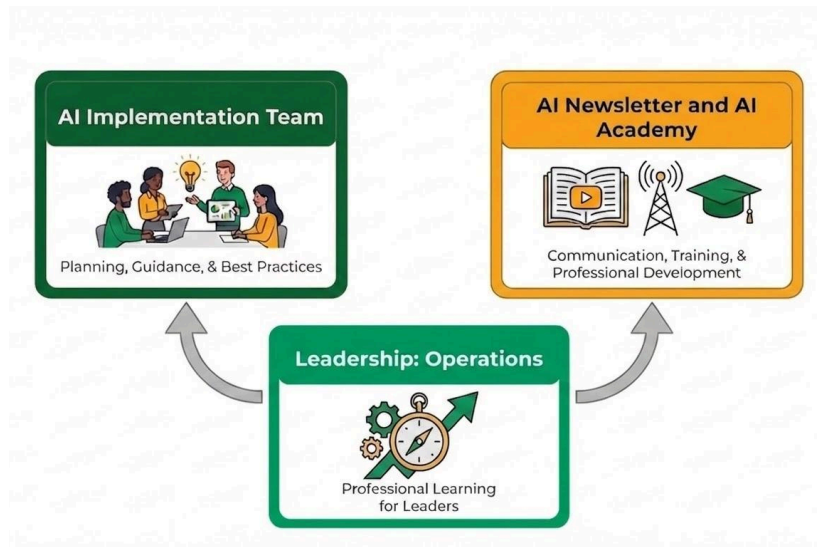 AI Implementation Team
Planning, Guidance, & Best Practices
AI Newsletter and AI
Academy
Communication, Training, &
Professional Development
Leadership: Operations
Professional Learning
for Leaders